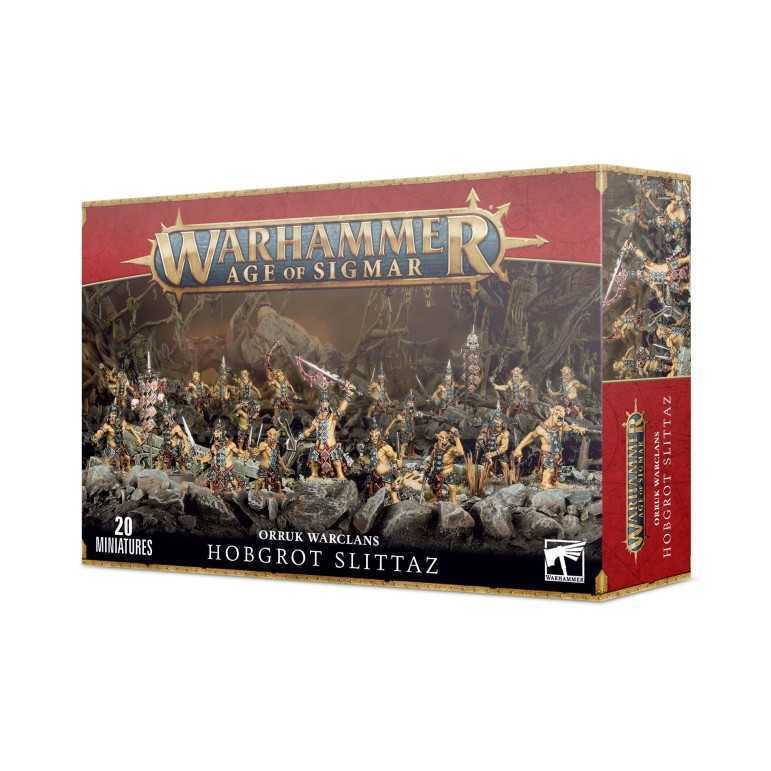 WARHAMMER
AGE OF SIGMAR
20
MINIATURES
ORRUK WARCLANS
HOBGROT SLITTAZ
WARHAMMER
WARHAMMER
AGE OF SIGMAR
ORRUK WARCLANS
HOBGROT SLITTAZ